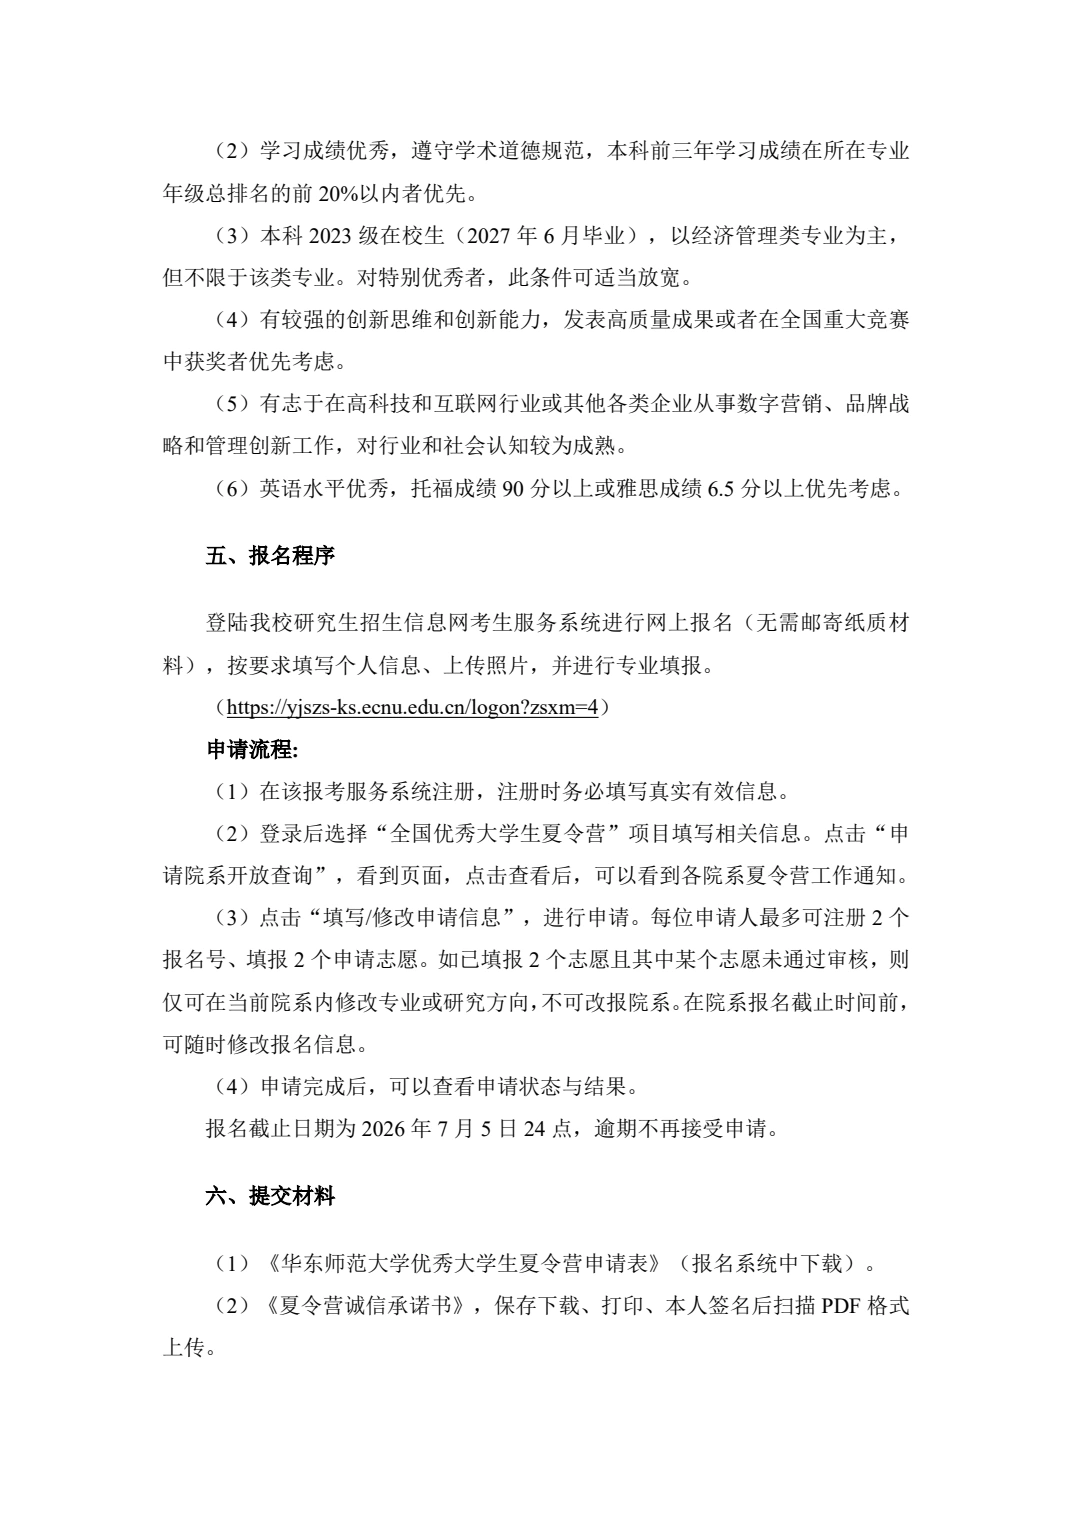 （2）学习成绩优秀，遵守学术道德规范，本科前三年学习成绩在所在专业
年级总排名的前 20%以内者优先。
（3）本科 2023 级在校生（2027 年 6 月毕业），以经济管理类专业为主，
但不限于该类专业。对特别优秀者，此条件可适当放宽。
（4）有较强的创新思维和创新能力，发表高质量成果或者在全国重大竞赛
中获奖者优先考虑。
（5）有志于在高科技和互联网行业或其他各类企业从事数字营销、品牌战
略和管理创新工作，对行业和社会认知较为成熟。
（6）英语水平优秀，托福成绩 90 分以上或雅思成绩 6.5 分以上优先考虑。
五、报名程序
登陆我校研究生招生信息网考生服务系统进行网上报名（无需邮寄纸质材
料），按要求填写个人信息、上传照片，并进行专业填报。
（https://yjszs-ks.ecnu.edu.cn/logon?zsxm=4）
申请流程:
（1）在该报考服务系统注册，注册时务必填写真实有效信息。
（2）登录后选择“全国优秀大学生夏令营”项目填写相关信息。点击“申
请院系开放查询”，看到页面，点击查看后，可以看到各院系夏令营工作通知。
（3）点击“填写/修改申请信息”，进行申请。每位申请人最多可注册 2 个
报名号、填报 2 个申请志愿。如已填报 2 个志愿且其中某个志愿未通过审核，则
仅可在当前院系内修改专业或研究方向，不可改报院系。在院系报名截止时间前，
可随时修改报名信息。
（4）申请完成后，可以查看申请状态与结果。
报名截止日期为 2026 年 7 月 5 日 24 点，逾期不再接受申请。
六、提交材料
（1）《华东师范大学优秀大学生夏令营申请表》（报名系统中下载）。
（2）《夏令营诚信承诺书》，保存下载、打印、本人签名后扫描 PDF 格式
上传。